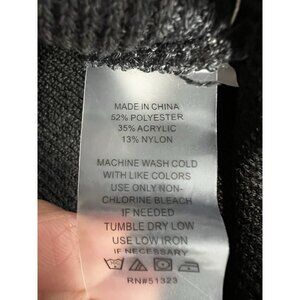 MADE IN CHINA
52% POLYESTER
35% ACRYLIC
13% NYLON
MACHINE WASH COLD
WITH LIKE COLORS
USE ONLY NON-
CHLORINE BLEACH
IF NEEDED
TUMBLE DRY LOW
USE LOW IRON
IF NECESSARY
RN#51323